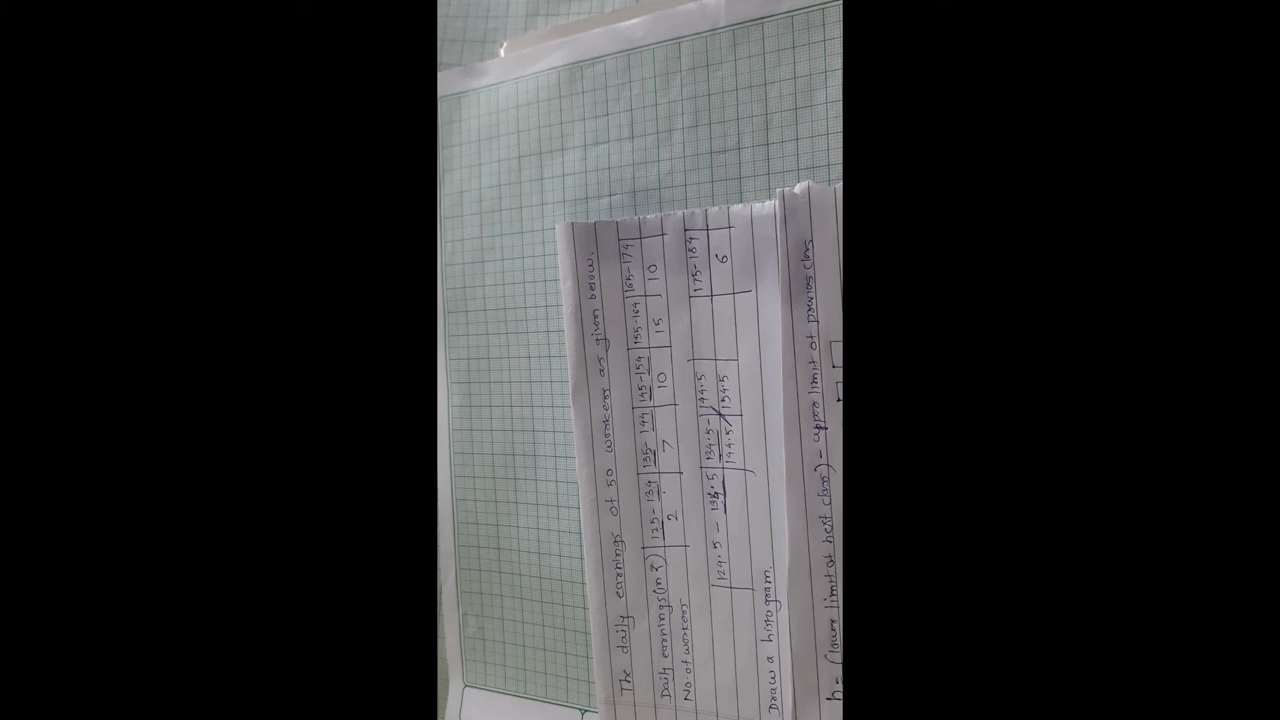 The daily earnings of 50 workers as given below.
Daily earnings (in ₹) 125-134 135-144 145-154 155-164 165-174
No. of workers 2 7 10 15 10
175-184
6
124.5 - 134.5 134.5- 144.5
144.5 154.5
Draw a histogram.
h = (lower limit of next class) - upper limit of previous class